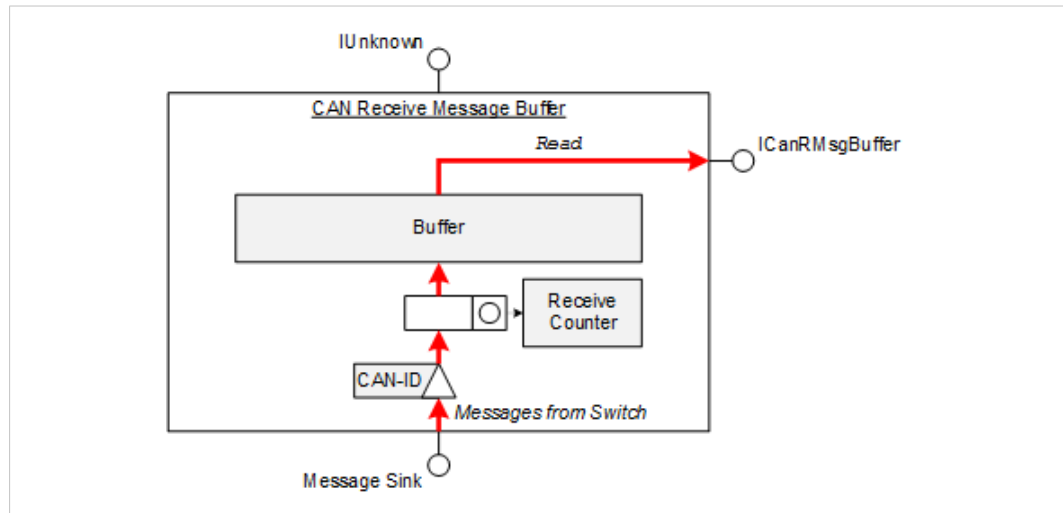 IUnknown
CAN Receive Message Buffer
Read
ICanRMsgBuffer
Buffer
Receive
Counter
CAN-ID
Messages from Switch
Message Sink